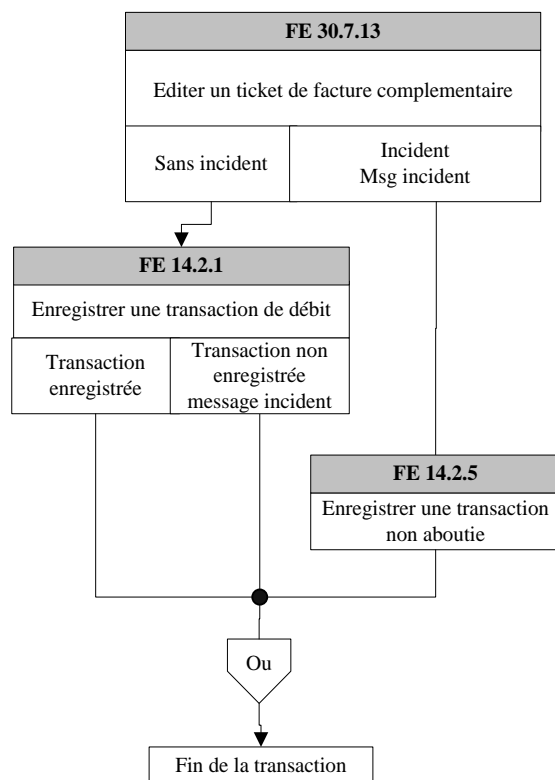 FE 30.7.13
Editer un ticket de facture complementaire
Sans incident
Incident
Msg incident
FE 14.2.1
Enregistrer une transaction de débit
Transaction
enregistrée
Transaction non
enregistrée
message incident
FE 14.2.5
Enregistrer une transaction
non aboutie
Ou
Fin de la transaction